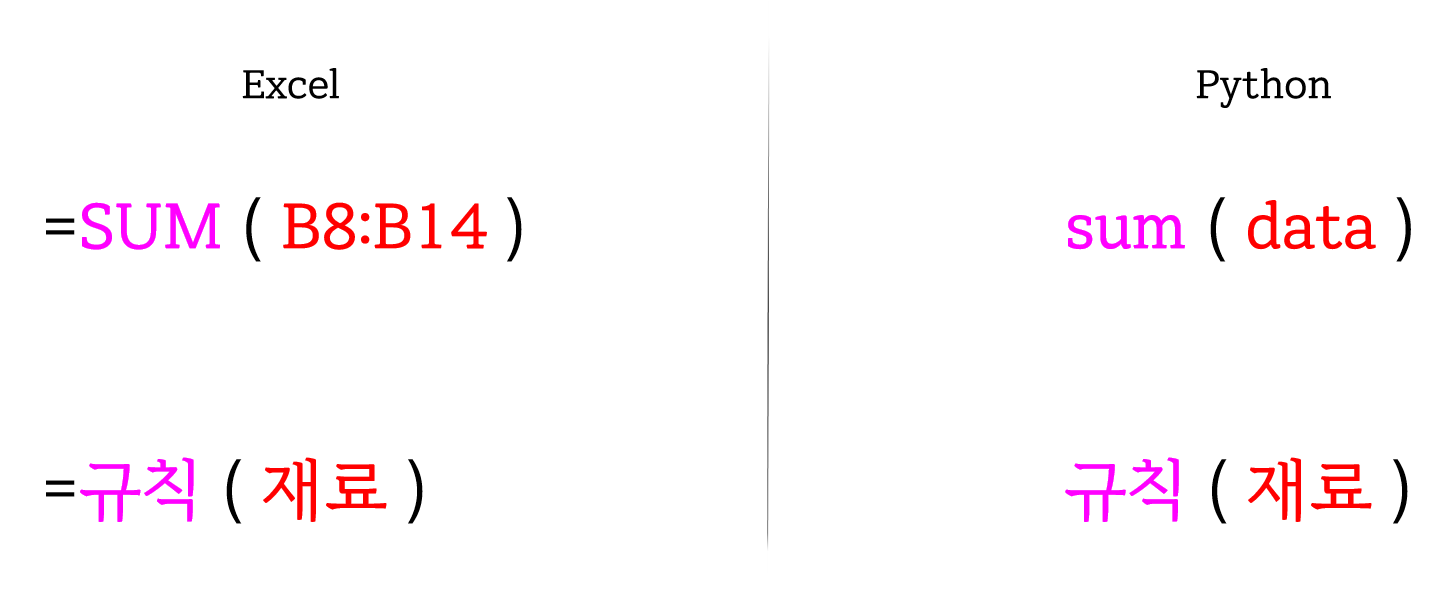 Excel
=SUM ( B8:B14 )
=규칙 ( 재료 )
Python
sum ( data )
규칙 ( 재료 )